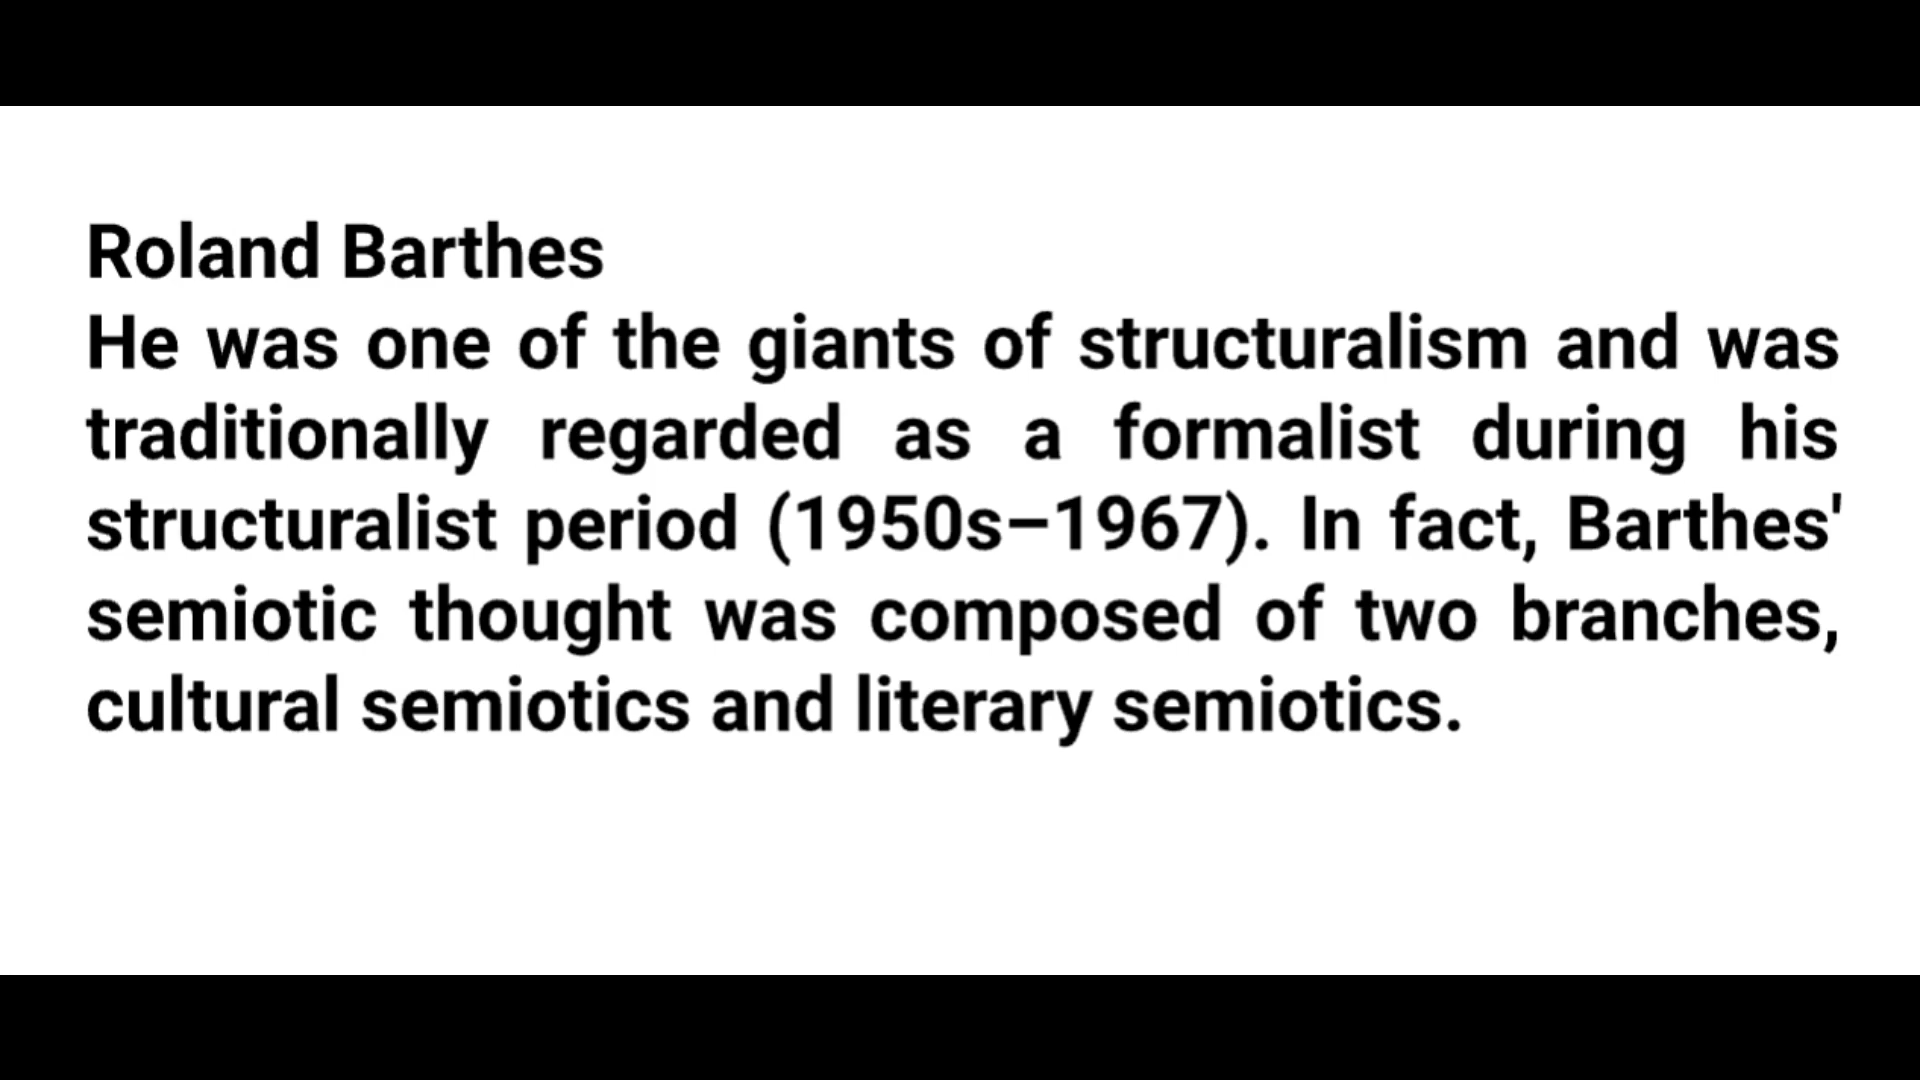 Roland Barthes
He was one of the giants of structuralism and was
traditionally regarded as a formalist during his
structuralist period (1950s–1967). In fact, Barthes'
semiotic thought was composed of two branches,
cultural semiotics and literary semiotics.